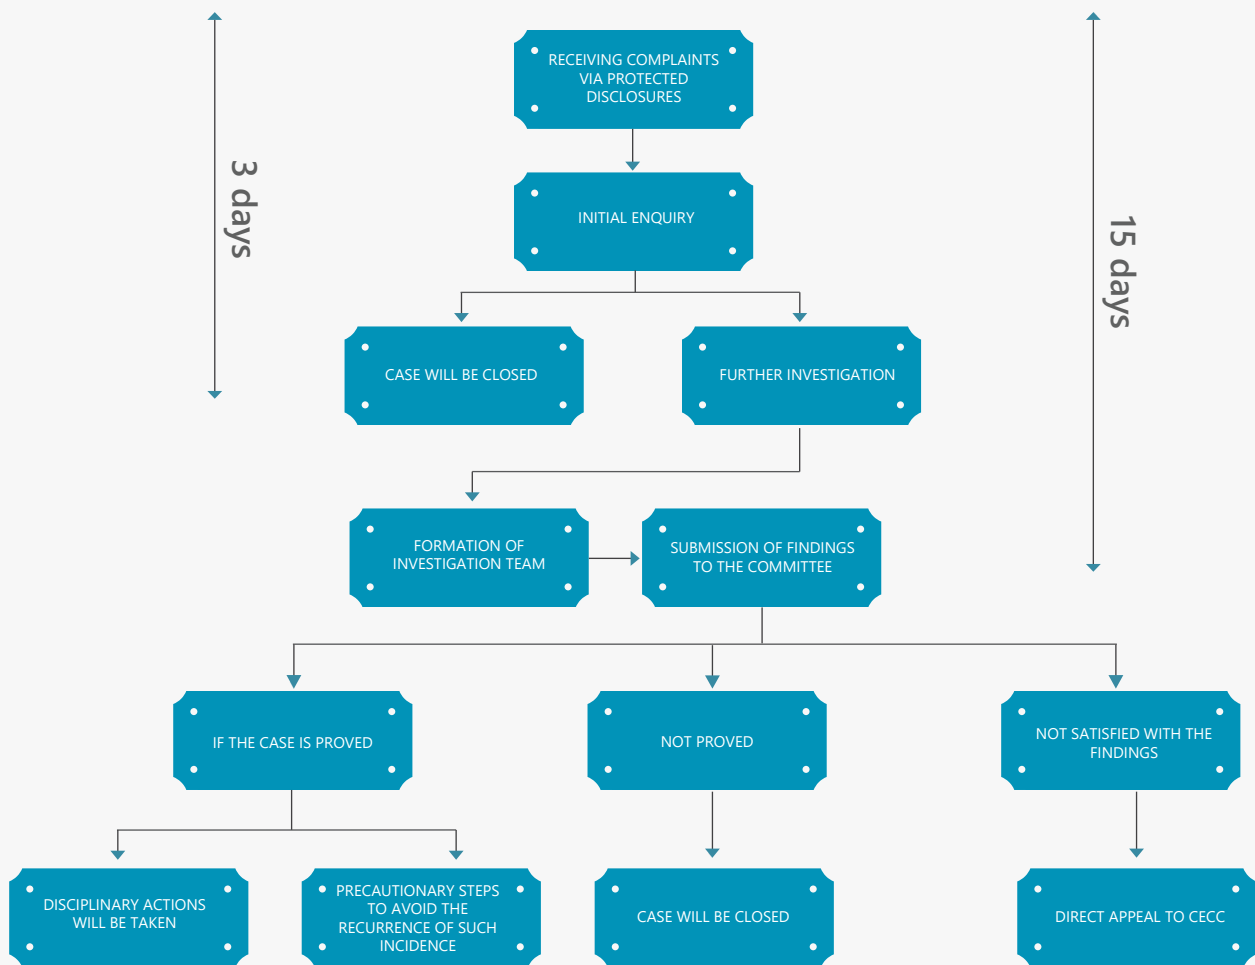 RECEIVING COMPLAINTS
VIA PROTECTED
DISCLOSURES
3 days
INITIAL ENQUIRY
15 days
CASE WILL BE CLOSED
FURTHER INVESTIGATION
FORMATION OF
INVESTIGATION TEAM
SUBMISSION OF FINDINGS
TO THE COMMITTEE
IF THE CASE IS PROVED
NOT PROVED
NOT SATISFIED WITH THE
FINDINGS
DISCIPLINARY ACTIONS
WILL BE TAKEN
PRECAUTIONARY STEPS
TO AVOID THE
RECURRENCE OF SUCH
INCIDENCE
CASE WILL BE CLOSED
DIRECT APPEAL TO CECC